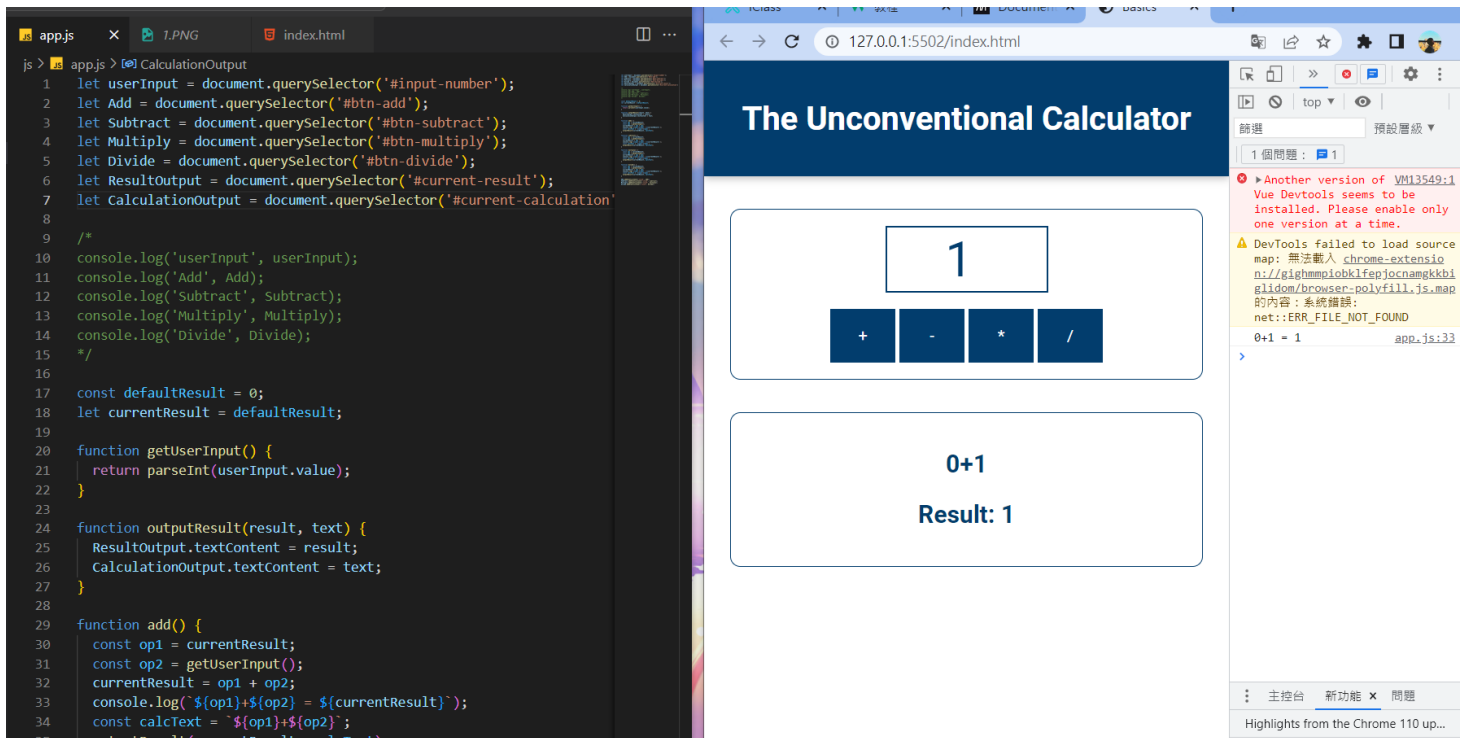 iClass
教程
Documen
Basics
app.js
1.PNG
index.html
127.0.0.1:5502/index.html
js > app.js > CalculationOutput
1 let userInput = document.querySelector('#input-number');
2 let Add = document.querySelector('#btn-add');
3 let Subtract = document.querySelector('#btn-subtract');
4 let Multiply = document.querySelector('#btn-multiply');
5 let Divide = document.querySelector('#btn-divide');
6 let ResultOutput = document.querySelector('#current-result');
7 let CalculationOutput = document.querySelector('#current-calculation'
8
9 /*
10 console.log('userInput', userInput);
11 console.log('Add', Add);
12 console.log('Subtract', Subtract);
13 console.log('Multiply', Multiply);
14 console.log('Divide', Divide);
15 */
16
17 const defaultResult = 0;
18 let currentResult = defaultResult;
19
20 function getUserInput() {
21 return parseInt(userInput.value);
22 }
23
24 function outputResult(result, text) {
25 ResultOutput.textContent = result;
26 CalculationOutput.textContent = text;
27 }
28
29 function add() {
30 const op1 = currentResult;
31 const op2 = getUserInput();
32 currentResult = op1 + op2;
33 console.log(`${op1}+${op2} = ${currentResult}`);
34 const calcText = `${op1}+${op2}`;
The Unconventional Calculator
1
+ - * /
0+1
Result: 1
top ▼
篩選
預設層級 ▼
1 個問題： 1
Another version of VM13549:1
Vue Devtools seems to be
installed. Please enable only
one version at a time.
DevTools failed to load source
map: 無法載入 chrome-extensio
n://gighmmpiobklfepjocnamgkkbi
glidom/browser-polyfill.js.map
的內容：系統錯誤:
net::ERR_FILE_NOT_FOUND
0+1 = 1 app.js:33
主控台 新功能 問題
Highlights from the Chrome 110 up...